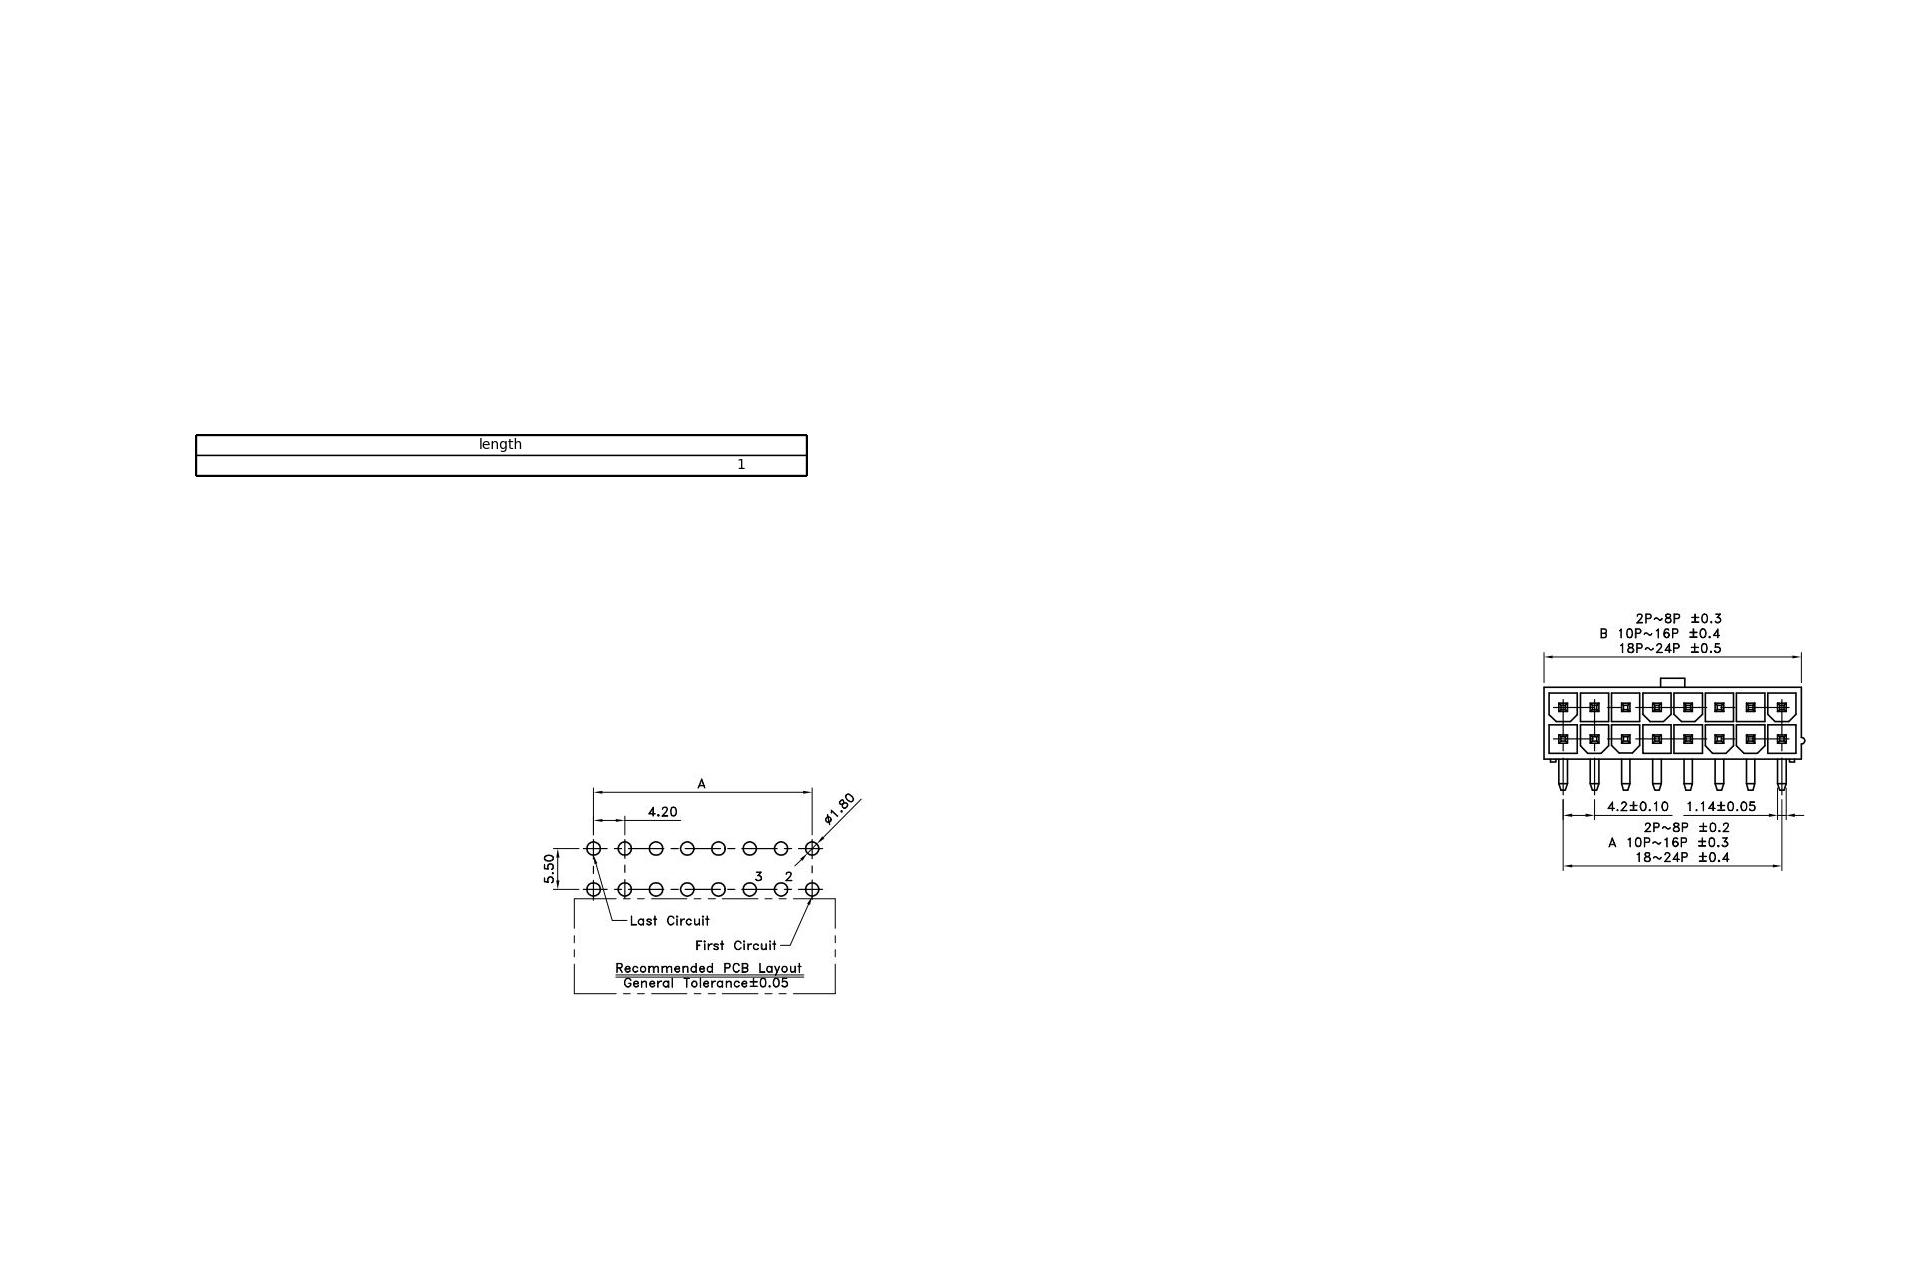 length
1
2P~8P ±0.3
B 10P~16P ±0.4
18P~24P ±0.5
4.2±0.10 1.14±0.05
2P~8P ±0.2
A 10P~16P ±0.3
18~24P ±0.4
A
4.20
ø1.80
5.50
3 2
Last Circuit
First Circuit
Recommended PCB Layout
General Tolerance±0.05